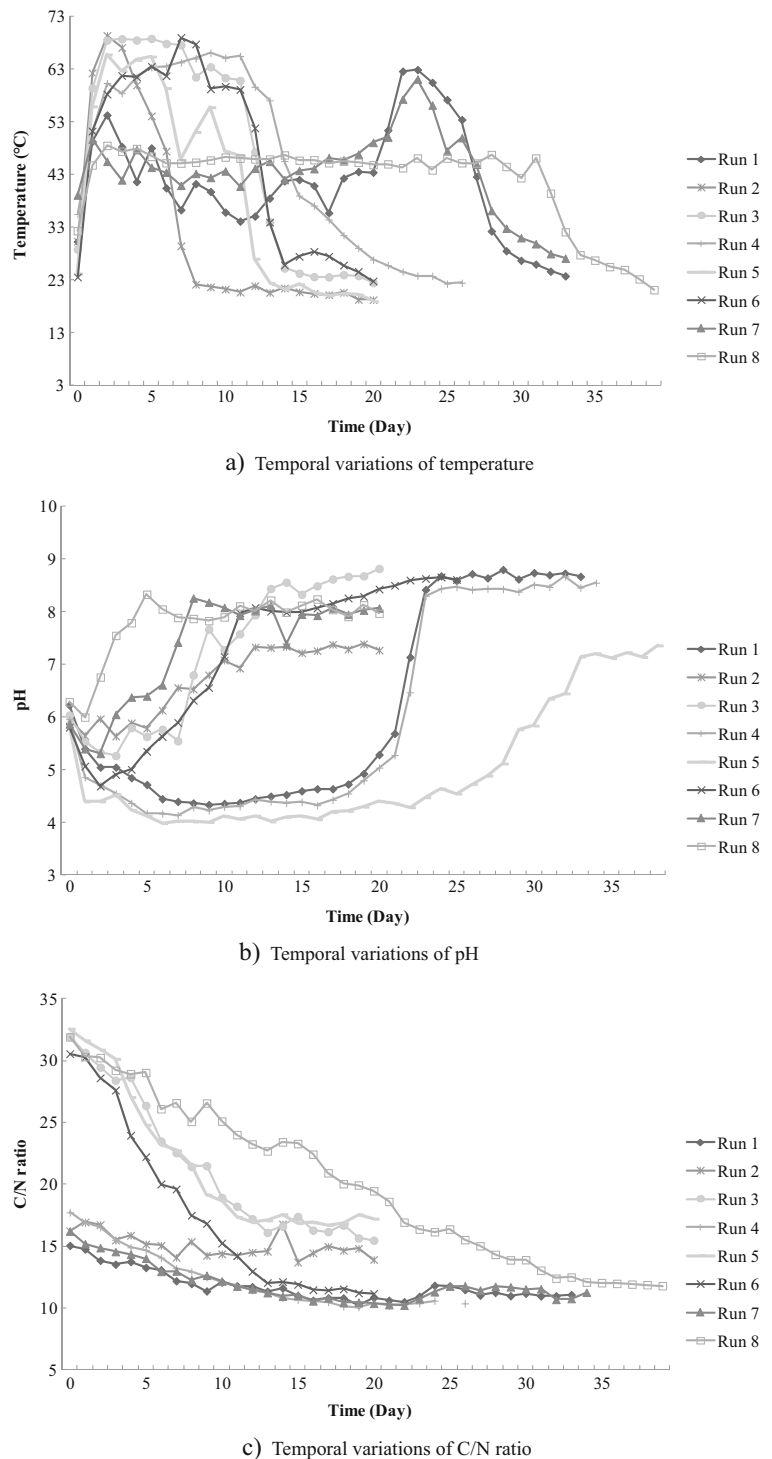 73
63
53
43
33
23
13
3
Temperature (℃)
0 5 10 15 20 25 30 35
Time (Day)
Run 1
Run 2
Run 3
Run 4
Run 5
Run 6
Run 7
Run 8
a) Temporal variations of temperature
10
9
8
7
6
5
4
3
pH
0 5 10 15 20 25 30 35
Time (Day)
Run 1
Run 2
Run 3
Run 4
Run 5
Run 6
Run 7
Run 8
b) Temporal variations of pH
35
30
25
20
15
10
5
C/N ratio
0 5 10 15 20 25 30 35
Time (Day)
Run 1
Run 2
Run 3
Run 4
Run 5
Run 6
Run 7
Run 8
c) Temporal variations of C/N ratio